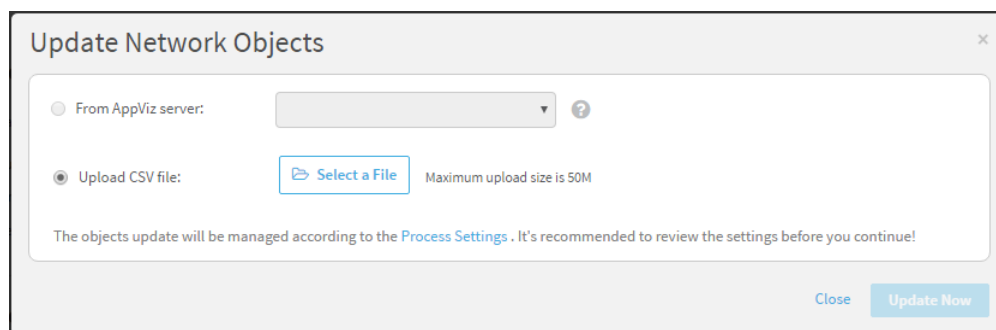 Update Network Objects ×
From AppViz server: ?
Upload CSV file: Select a File Maximum upload size is 50M
The objects update will be managed according to the Process Settings . It's recommended to review the settings before you continue!
Close Update Now